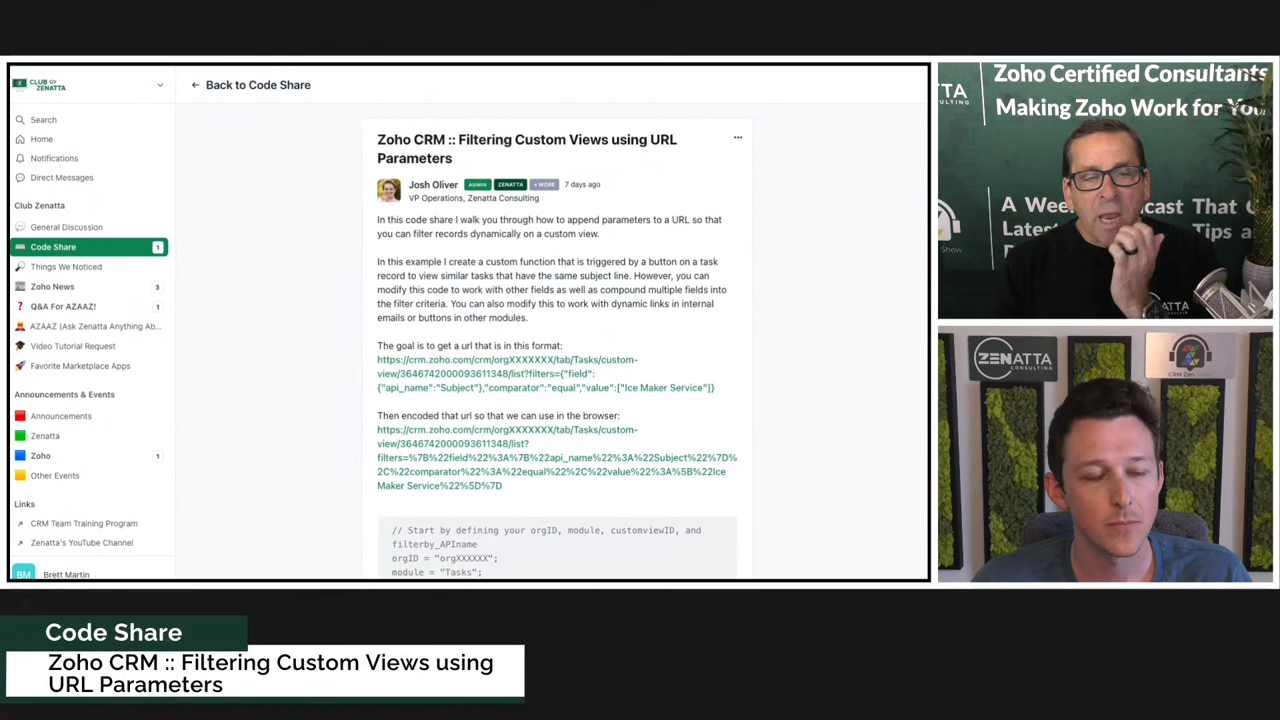 CLUB
ZENATTA
Search
Home
Notifications
Direct Messages
Club Zenatta
General Discussion
Code Share
1
Things We Noticed
Zoho News
3
Q&A For AZAAZ!
1
AZAAZ (Ask Zenatta Anything Ab...
Video Tutorial Request
Favorite Marketplace Apps
Announcements & Events
Announcements
Zenatta
Zoho
1
Other Events
Links
CRM Team Training Program
Zenatta's YouTube Channel
BM
Brett Martin
← Back to Code Share
Zoho CRM :: Filtering Custom Views using URL
Parameters
...
Josh Oliver ADMIN ZENATTA + MORE 7 days ago
VP Operations, Zenatta Consulting
In this code share I walk you through how to append parameters to a URL so that
you can filter records dynamically on a custom view.
In this example I create a custom function that is triggered by a button on a task
record to view similar tasks that have the same subject line. However, you can
modify this code to work with other fields as well as compound multiple fields into
the filter criteria. You can also modify this to work with dynamic links in internal
emails or buttons in other modules.
The goal is to get a url that is in this format:
https://crm.zoho.com/crm/orgXXXXXXX/tab/Tasks/custom-
view/3646742000093611348/list?filters={"field":
{"api_name":"Subject"},"comparator":"equal","value":["Ice Maker Service"]}
Then encoded that url so that we can use in the browser:
https://crm.zoho.com/crm/orgXXXXXXX/tab/Tasks/custom-
view/3646742000093611348/list?
filters=%7B%22field%22%3A%7B%22api_name%22%3A%22Subject%22%7D%
2C%22comparator%22%3A%22equal%22%2C%22value%22%3A%5B%22Ice
Maker Service%22%5D%7D
// Start by defining your orgID, module, customviewID, and
filterby_APIname
orgID = "orgXXXXXX";
module = "Tasks";
Zoho Certified Consultants
Making Zoho Work for You
ATTA
SULTING
A Week
cast That
Latest
Tips a
Show
ATTA
ZENATTA
CONSULTING
CRM Zen
Code Share
Zoho CRM :: Filtering Custom Views using
URL Parameters